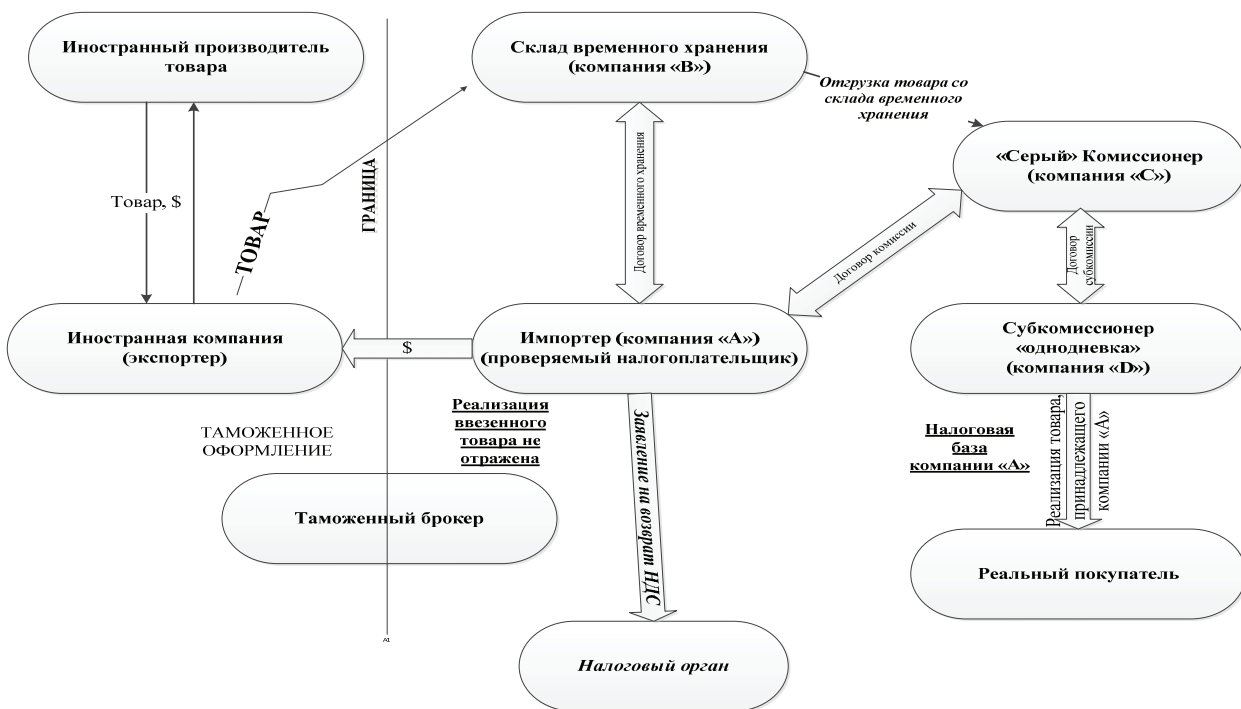 Иностранный производитель
товара
Склад временного хранения
(компания «В»)
Отгрузка товара со
склада временного
хранения
«Серый» Комиссионер
(компания «С»)
Товар, $
ТОВАР
ГРАНИЦА
Договор временного хранения
Договор комиссии
Договор
субкомиссии
Иностранная компания
(экспортер)
$
Импортер (компания «А»)
(проверяемый налогоплательщик)
Субкомиссионер
«однодневка»
(компания «D»)
ТАМОЖЕННОЕ
ОФОРМЛЕНИЕ
Реализация
ввезенного
товара не
отражена
Заявление на возврат НДС
Налоговая
база
компании «А»
Реализация товара,
принадлежащего
компании «А»
Таможенный брокер
Реальный покупатель
А1
Налоговый орган